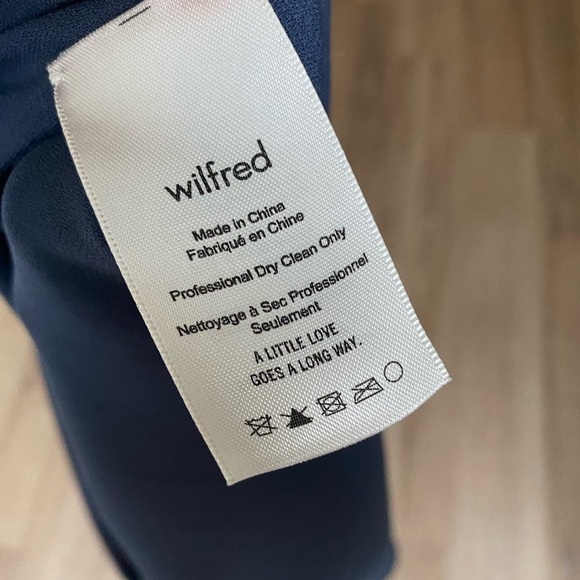 wilfred
Made in China
Fabriqué en Chine
Professional Dry Clean Only
Nettoyage à Sec Professionnel
Seulement
A LITTLE LOVE
GOES A LONG WAY.